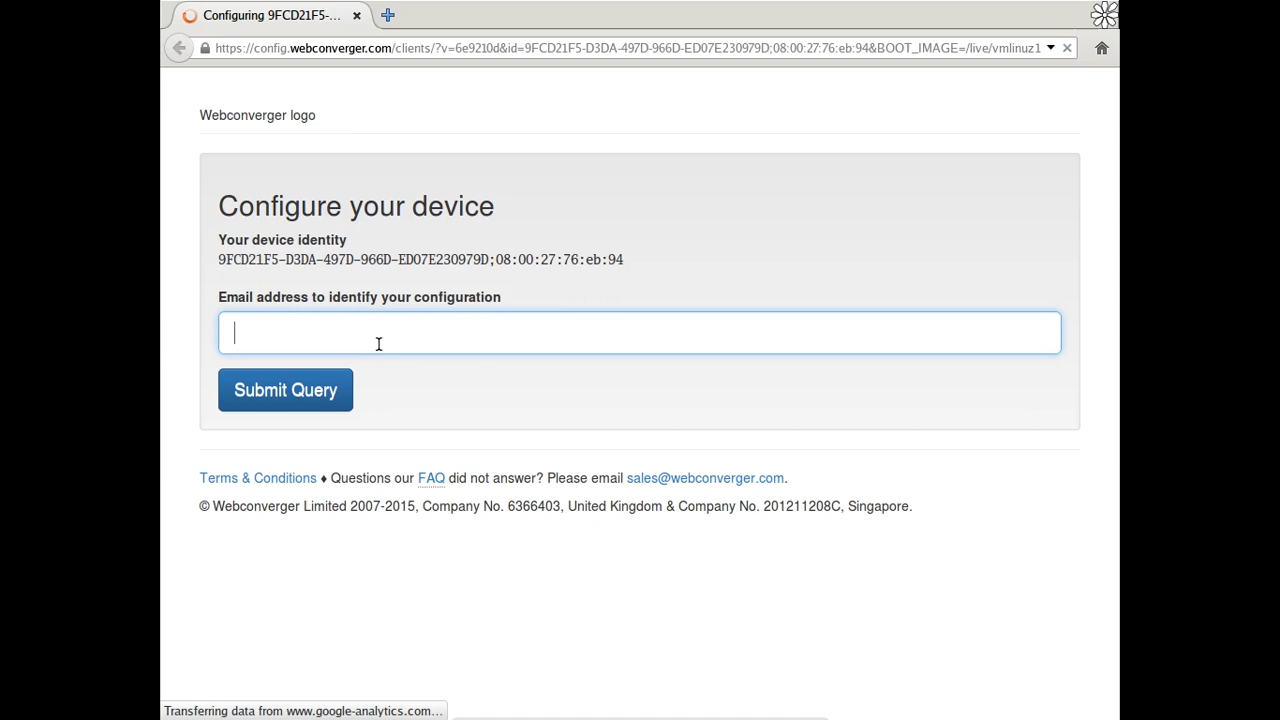 Configuring 9FCD21F5-...
https://config.webconverger.com/clients/?v=6e9210d&id=9FCD21F5-D3DA-497D-966D-ED07E230979D;08:00:27:76:eb:94&BOOT_IMAGE=/live/vmlinuz1
Webconverger logo
Configure your device
Your device identity
9FCD21F5-D3DA-497D-966D-ED07E230979D;08:00:27:76:eb:94
Email address to identify your configuration
Submit Query
Terms & Conditions ♦ Questions our FAQ did not answer? Please email sales@webconverger.com.
© Webconverger Limited 2007-2015, Company No. 6366403, United Kingdom & Company No. 201211208C, Singapore.
Transferring data from www.google-analytics.com...